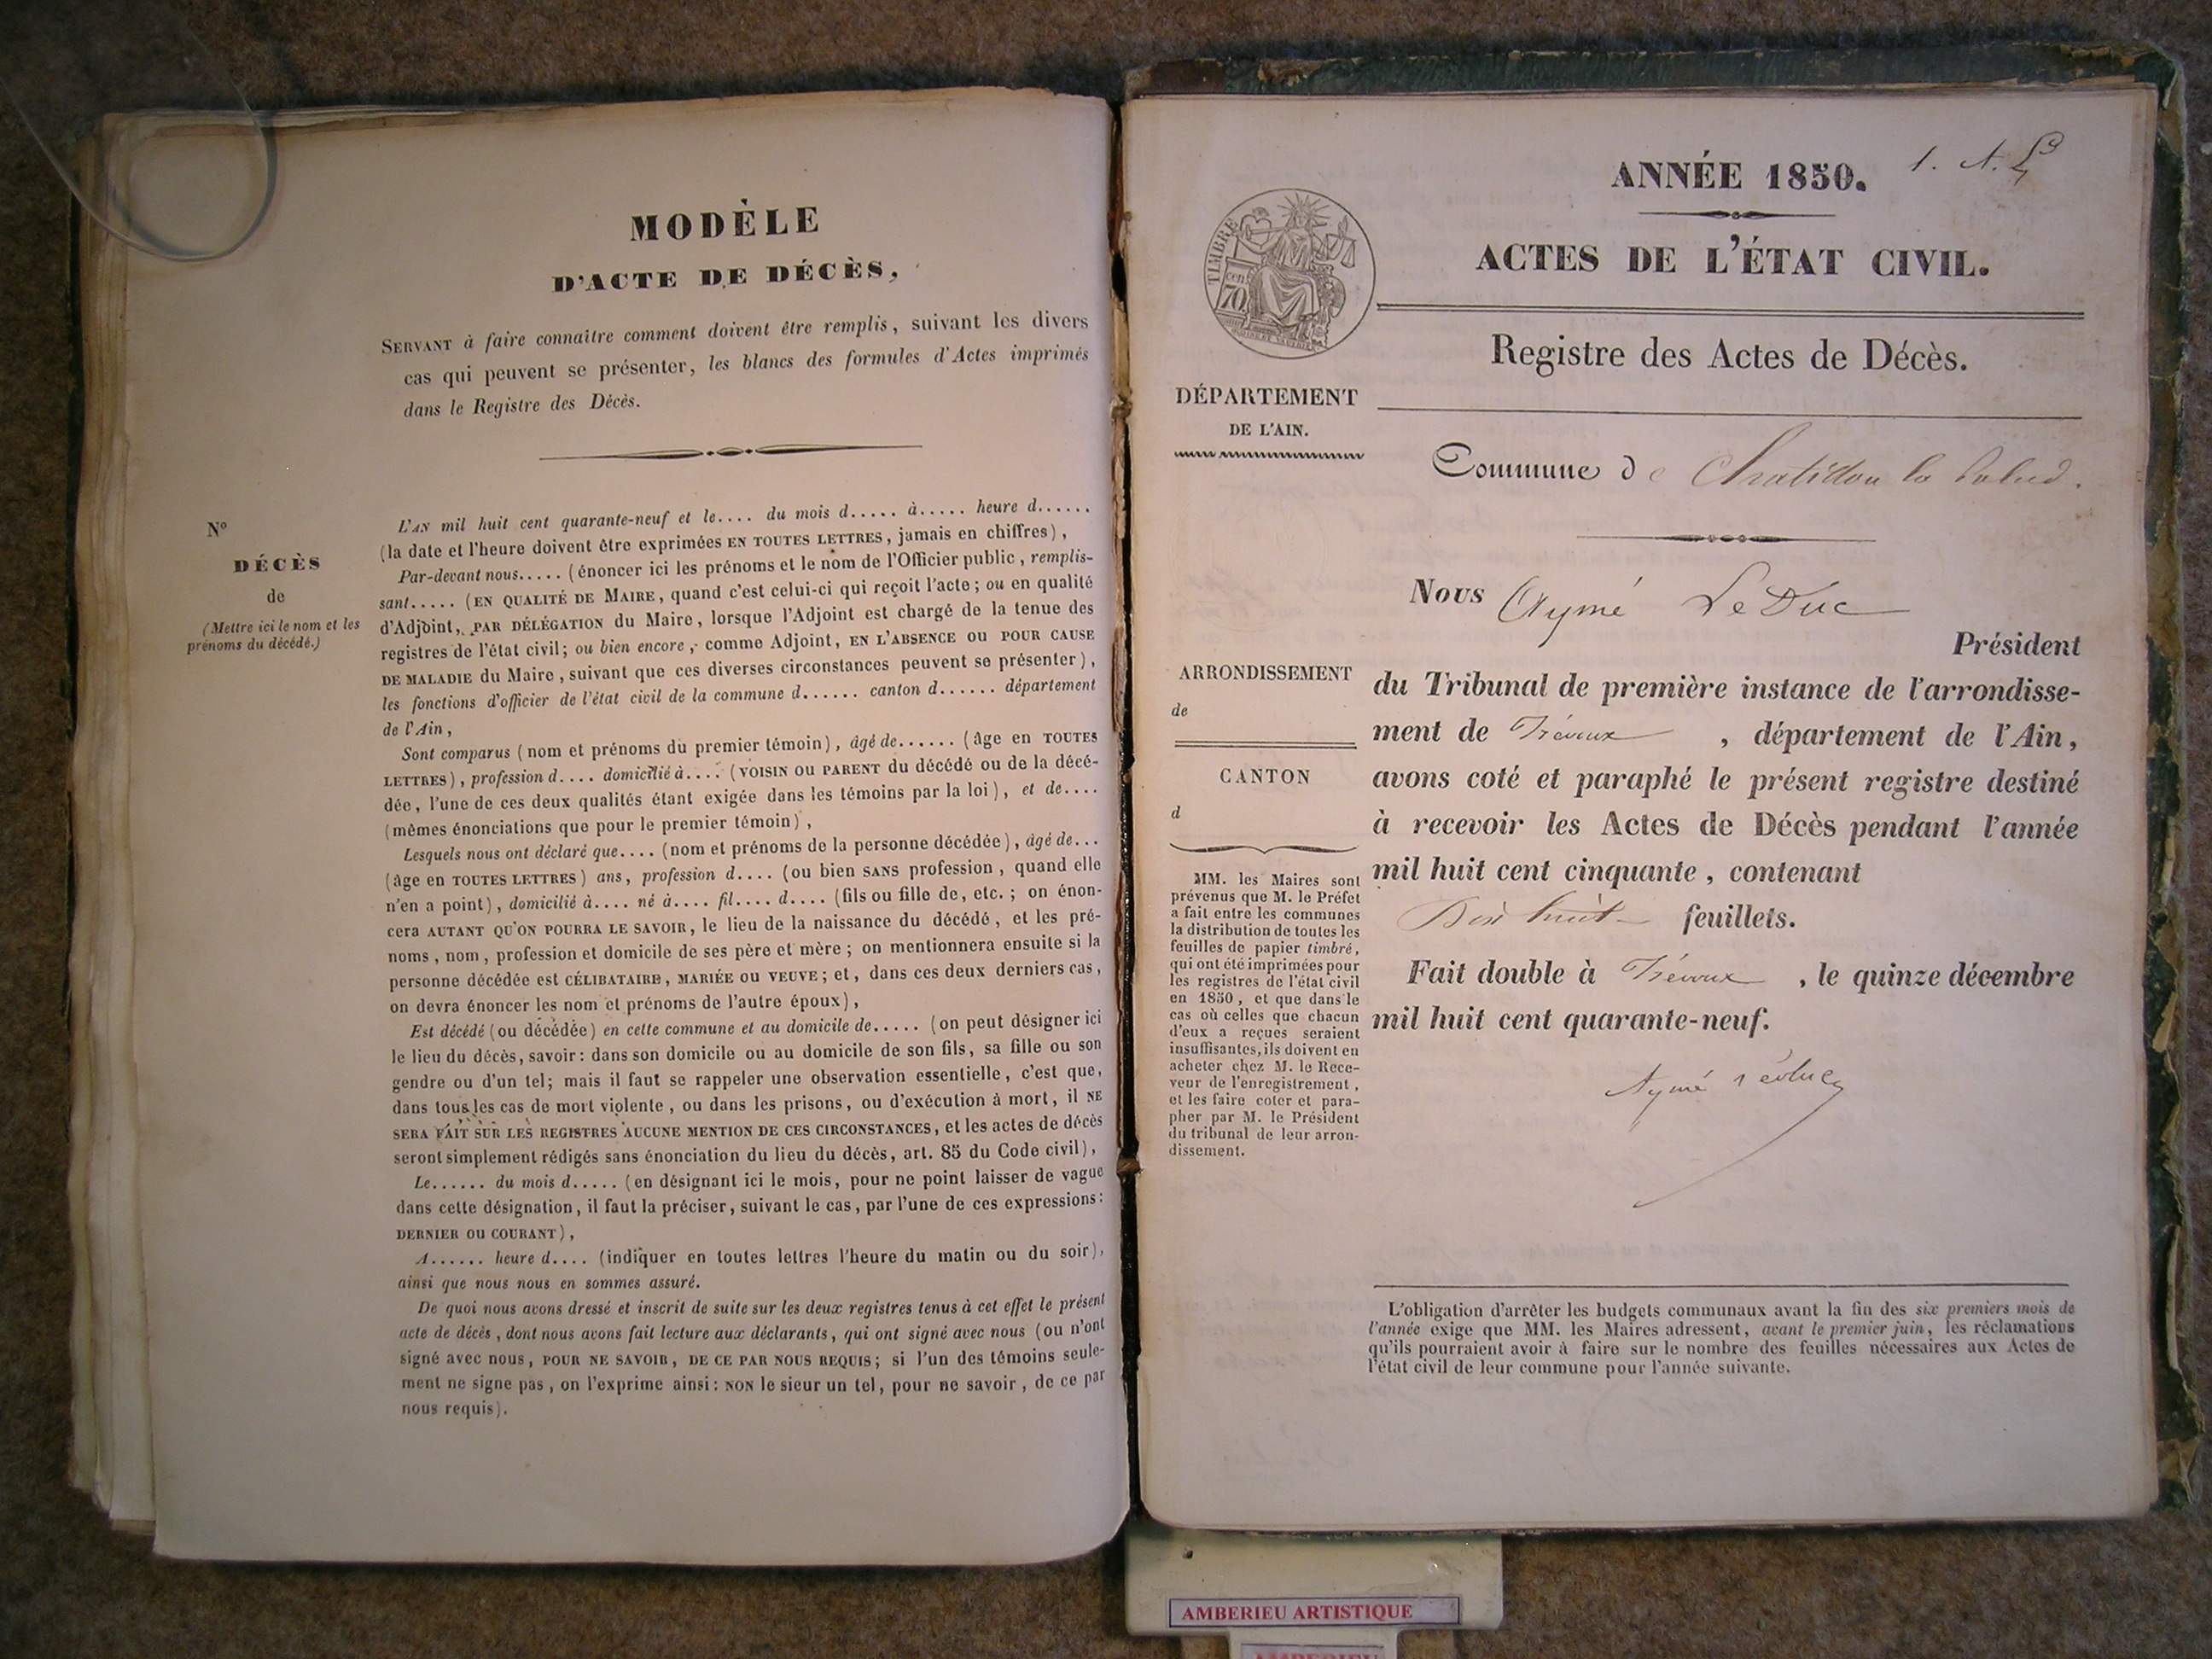 MODÈLE
D'ACTE DE DÉCÈS,
SERVANT à faire connaître comment doivent être remplis, suivant les divers
cas qui peuvent se présenter, les blancs des formules d'Actes imprimés
dans le Registre des Décès.
N°
DÉCÈS
de
(Mettre ici le nom et les
prénoms du décédé.)
L'AN mil huit cent quarante-neuf et le.... du mois d..... à..... heure d......
(la date et l'heure doivent être exprimées EN TOUTES LETTRES, jamais en chiffres),
Par-devant nous..... (énoncer ici les prénoms et le nom de l'Officier public, remplis-
sant..... (EN QUALITÉ DE MAIRE, quand c'est celui-ci qui reçoit l'acte; ou en qualité
d'Adjoint, PAR DÉLÉGATION du Maire, lorsque l'Adjoint est chargé de la tenue des
registres de l'état civil; ou bien encore, comme Adjoint, EN L'ABSENCE OU POUR CAUSE
DE MALADIE du Maire, suivant que ces diverses circonstances peuvent se présenter),
les fonctions d'officier de l'état civil de la commune d...... canton d...... département
de l'Ain,
Sont comparus (nom et prénoms du premier témoin), âgé de...... (âge en TOUTES
LETTRES), profession d.... domicilié à.... (VOISIN OU PARENT du décédé ou de la décé-
dée, l'une de ces deux qualités étant exigée dans les témoins par la loi), et de....
(mêmes énonciations que pour le premier témoin),
Lesquels nous ont déclaré que.... (nom et prénoms de la personne décédée), âgé de...
(âge en TOUTES LETTRES) ans, profession d.... (ou bien SANS profession, quand elle
n'en a point), domicilié à.... né à.... fil.... d.... (fils ou fille de, etc.; on énon-
cera AUTANT QU'ON POURRA LE SAVOIR, le lieu de la naissance du décédé, et les pré-
noms, nom, profession et domicile de ses père et mère; on mentionnera ensuite si la
personne décédée est CÉLIBATAIRE, MARIÉE OU VEUVE; et, dans ces deux derniers cas,
on devra énoncer les nom et prénoms de l'autre époux),
Est décédé (ou décédée) en cette commune et au domicile de..... (on peut désigner ici
le lieu du décès, savoir: dans son domicile ou au domicile de son fils, sa fille ou son
gendre ou d'un tel; mais il faut se rappeler une observation essentielle, c'est que,
dans tous les cas de mort violente, ou dans les prisons, ou d'exécution à mort, il NE
SERA FAIT SUR LES REGISTRES AUCUNE MENTION DE CES CIRCONSTANCES, et les actes de décès
seront simplement rédigés sans énonciation du lieu du décès, art. 85 du Code civil),
Le...... du mois d..... (en désignant ici le mois, pour ne point laisser de vague
dans cette désignation, il faut la préciser, suivant le cas, par l'une de ces expressions:
DERNIER OU COURANT),
A...... heure d.... (indiquer en toutes lettres l'heure du matin ou du soir),
ainsi que nous nous en sommes assuré.
De quoi nous avons dressé et inscrit de suite sur les deux registres tenus à cet effet le présent
acte de décès, dont nous avons fait lecture aux déclarants, qui ont signé avec nous (ou n'ont
signé avec nous, POUR NE SAVOIR, DE CE PAR NOUS REQUIS; si l'un des témoins seule-
ment ne signe pas, on l'exprime ainsi: NON le sieur un tel, pour ne savoir, de ce par
nous requis).
ANNÉE 1850.
1. A. L
ACTES DE L'ÉTAT CIVIL.
TIMBRE
cen
70
Registre des Actes de Décès.
DÉPARTEMENT
DE L'AIN.
Commune de Chatillon la Palud.
Nous Aymé Le Duc
Président
ARRONDISSEMENT
de
CANTON
d
du Tribunal de première instance de l'arrondisse-
ment de Trévoux, département de l'Ain,
avons coté et paraphé le présent registre destiné
à recevoir les Actes de Décès pendant l'année
mil huit cent cinquante, contenant
Dix huit feuillets.
Fait double à Trévoux, le quinze décembre
mil huit cent quarante-neuf.
Aymé Leduc
MM. les Maires sont
prévenus que M. le Préfet
a fait entre les communes
la distribution de toutes les
feuilles de papier timbré,
qui ont été imprimées pour
les registres de l'état civil
en 1850, et que dans le
cas où celles que chacun
d'eux a reçues seraient
insuffisantes, ils doivent en
acheter chez M. le Rece-
veur de l'enregistrement,
et les faire coter et para-
pher par M. le Président
du tribunal de leur arron-
dissement.
L'obligation d'arrêter les budgets communaux avant la fin des six premiers mois de
l'année exige que MM. les Maires adressent, avant le premier juin, les réclamations
qu'ils pourraient avoir à faire sur le nombre des feuilles nécessaires aux Actes de
l'état civil de leur commune pour l'année suivante.
AMBERIEU ARTISTIQUE
AMBERIEU